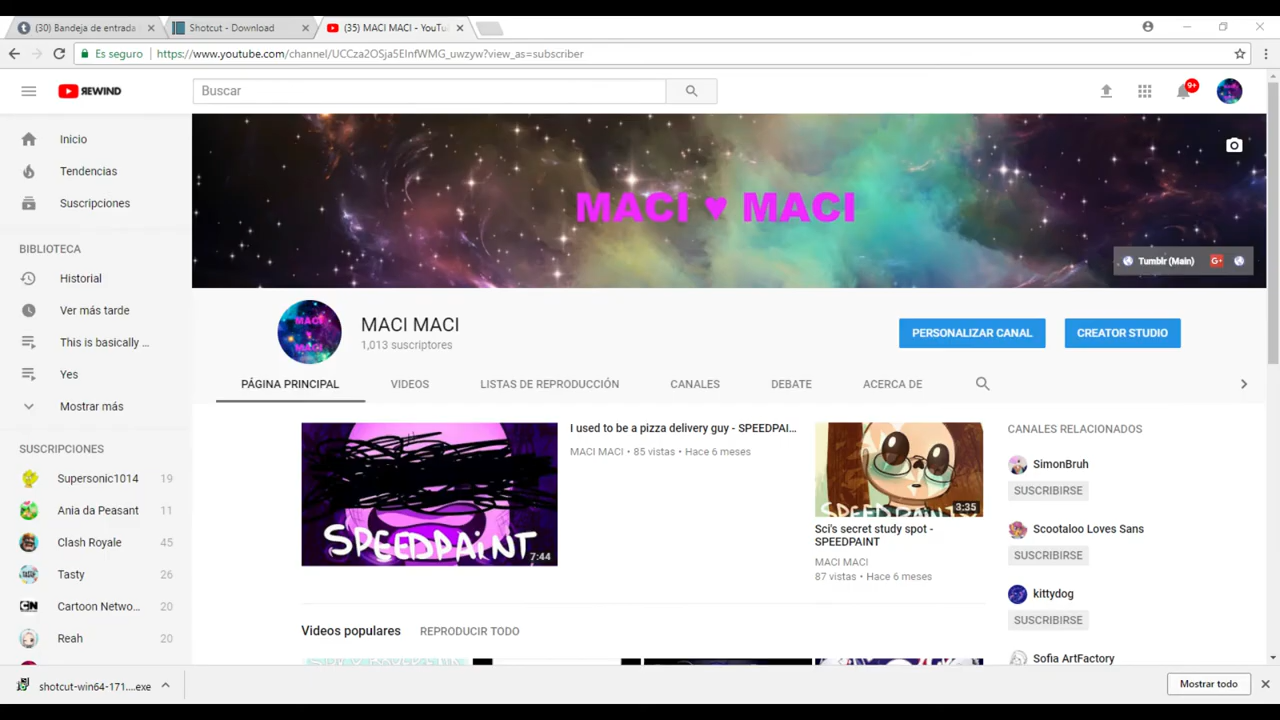 (30) Bandeja de entrada
Shotcut - Download
(35) MACI MACI - YouTu
Es seguro
https://www.youtube.com/channel/UCCza2OSja5EInfWMG_uwzyw?view_as=subscriber
REWIND
Buscar
9+
Inicio
Tendencias
Suscripciones
BIBLIOTECA
Historial
Ver más tarde
This is basically ...
Yes
Mostrar más
SUSCRIPCIONES
Supersonic1014 19
Ania da Peasant 11
Clash Royale 45
Tasty 26
Cartoon Netwo... 20
Reah 20
MACI ♥ MACI
Tumblr (Main) G+
MACI MACI
1,013 suscriptores
PERSONALIZAR CANAL
CREATOR STUDIO
PÁGINA PRINCIPAL
VIDEOS
LISTAS DE REPRODUCCIÓN
CANALES
DEBATE
ACERCA DE
SPEEDPAINT
7:44
I used to be a pizza delivery guy - SPEEDPAI...
MACI MACI • 85 vistas • Hace 6 meses
SPEEDPAINT
3:35
Sci's secret study spot -
SPEEDPAINT
MACI MACI
87 vistas • Hace 6 meses
CANALES RELACIONADOS
SimonBruh
SUSCRIBIRSE
Scootaloo Loves Sans
SUSCRIBIRSE
kittydog
SUSCRIBIRSE
Sofia ArtFactory
Videos populares
REPRODUCIR TODO
shotcut-win64-171....exe
Mostrar todo